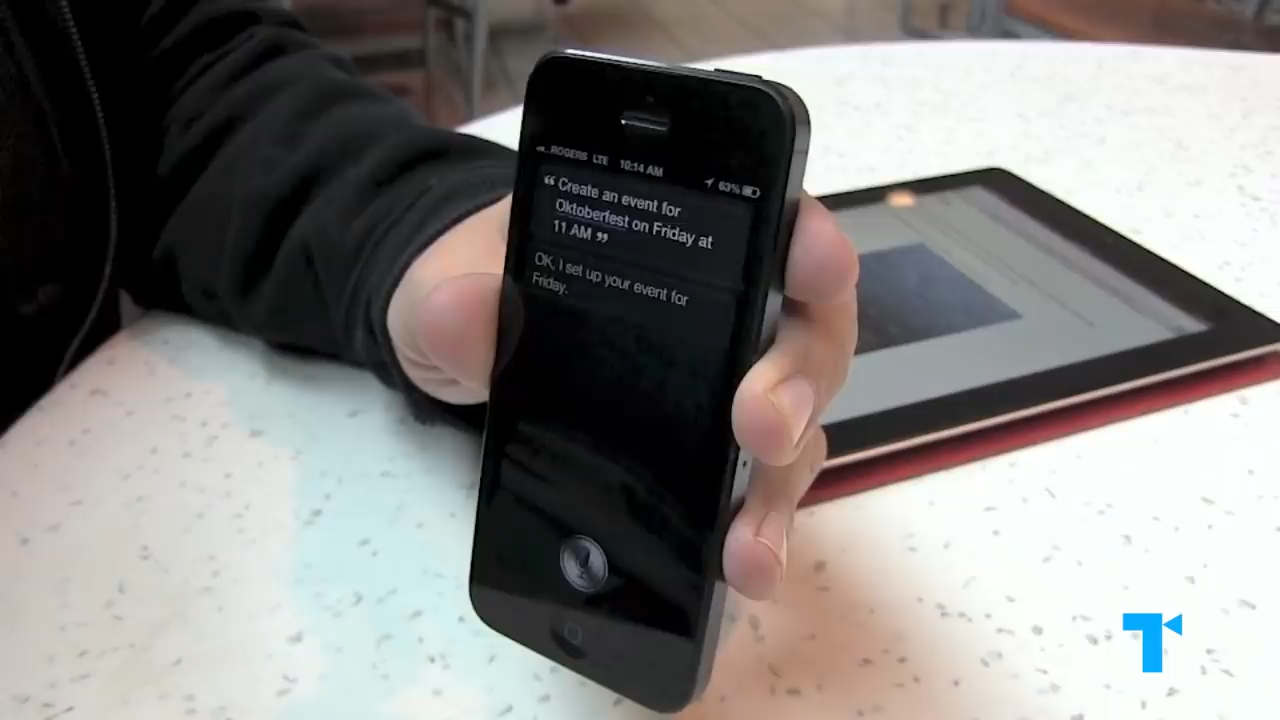 ROGERS LTE 10:14 AM 63%
“ Create an event for
Oktoberfest on Friday at
11 AM ”
OK, I set up your event for
Friday.
T